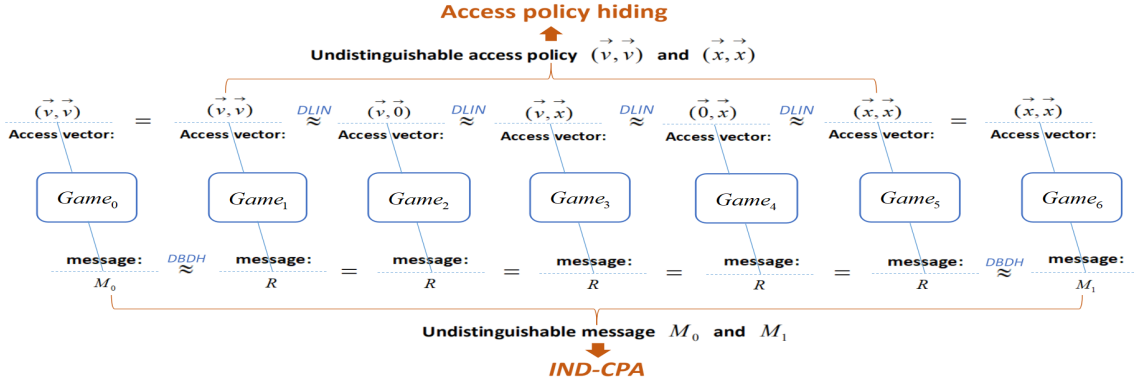 Access policy hiding
Undistinguishable access policy (v⃗, v⃗) and (x⃗, x⃗)
(v⃗, v⃗) = (v⃗, v⃗) DLIN ≈ (v⃗, 0) DLIN ≈ (v⃗, x⃗) DLIN ≈ (0⃗, x⃗) DLIN ≈ (x⃗, x⃗) = (x⃗, x⃗)
Access vector: Access vector: Access vector: Access vector: Access vector: Access vector: Access vector:
Game₀ Game₁ Game₂ Game₃ Game₄ Game₅ Game₆
message: DBDH ≈ message: = message: = message: = message: = message: DBDH ≈ message:
M₀ R R R R R M₁
Undistinguishable message M₀ and M₁
IND-CPA